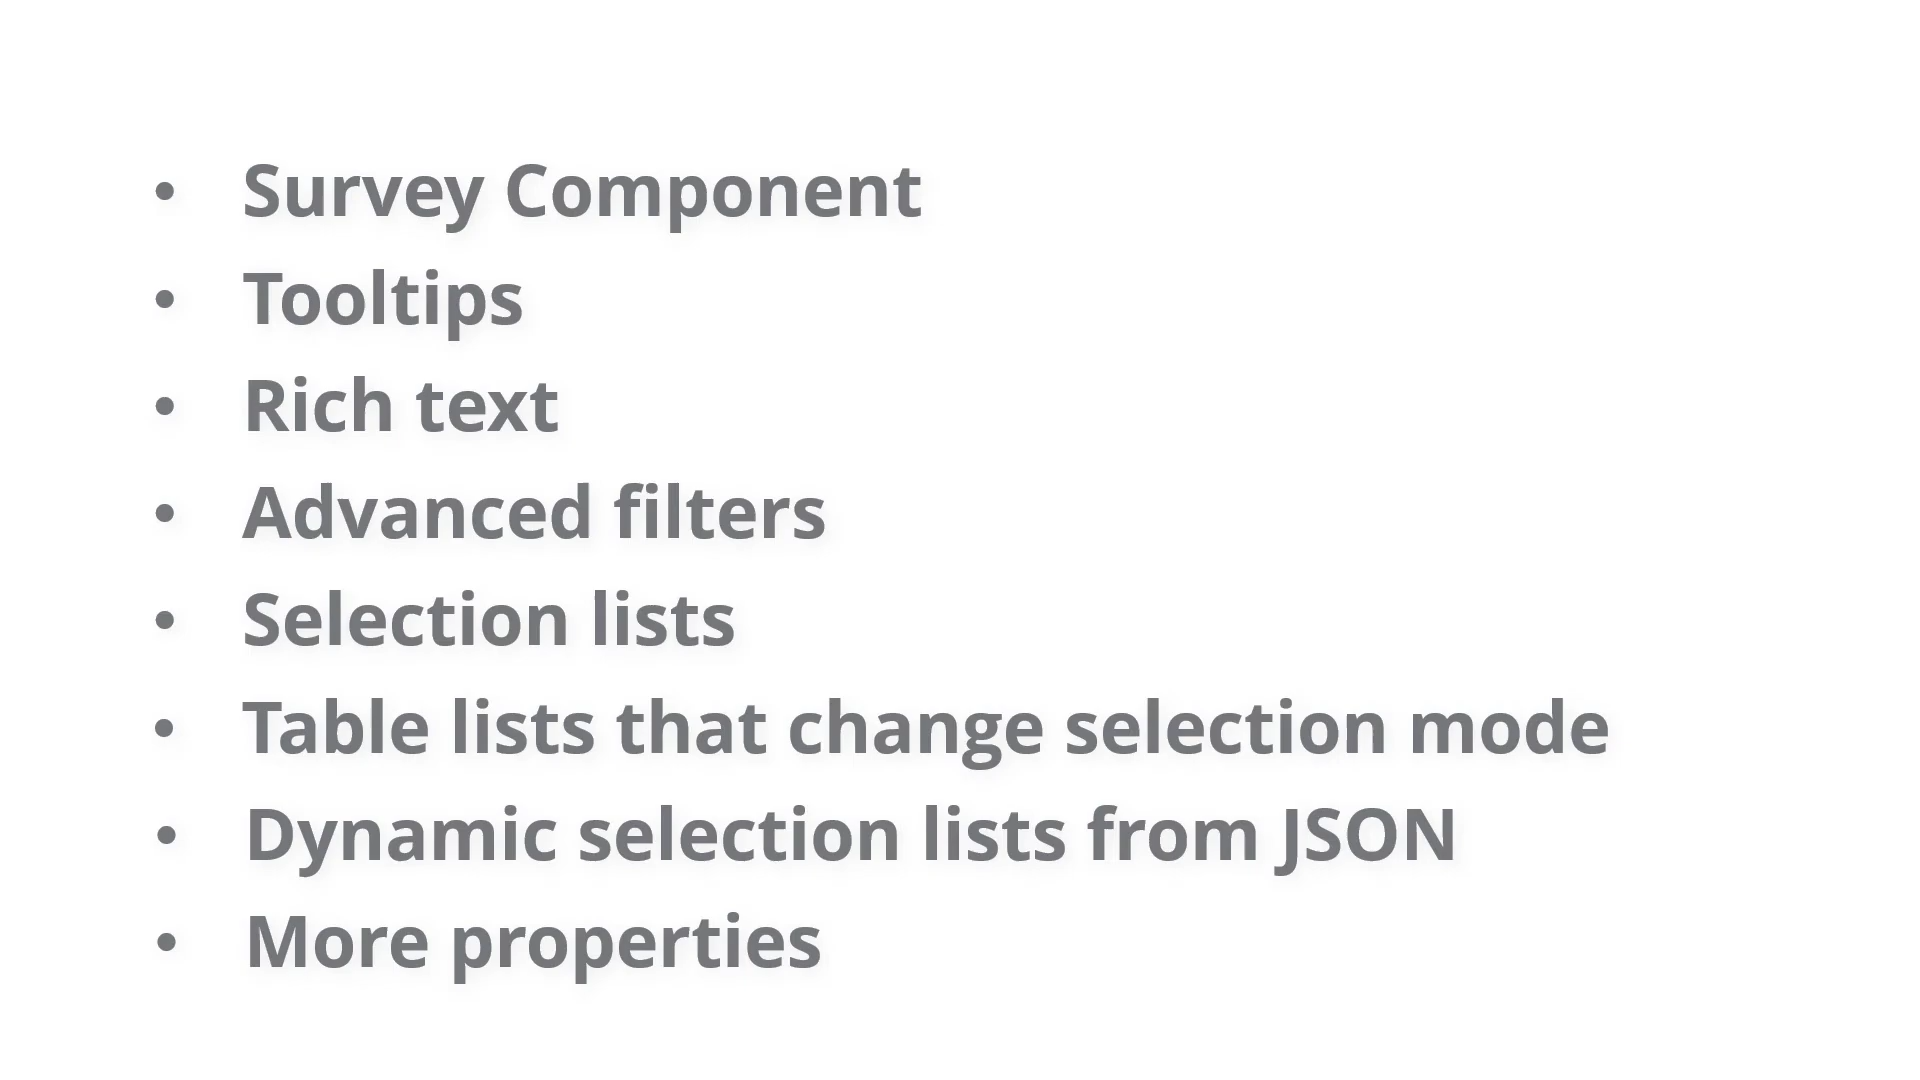 • Survey Component
• Tooltips
• Rich text
• Advanced filters
• Selection lists
• Table lists that change selection mode
• Dynamic selection lists from JSON
• More properties